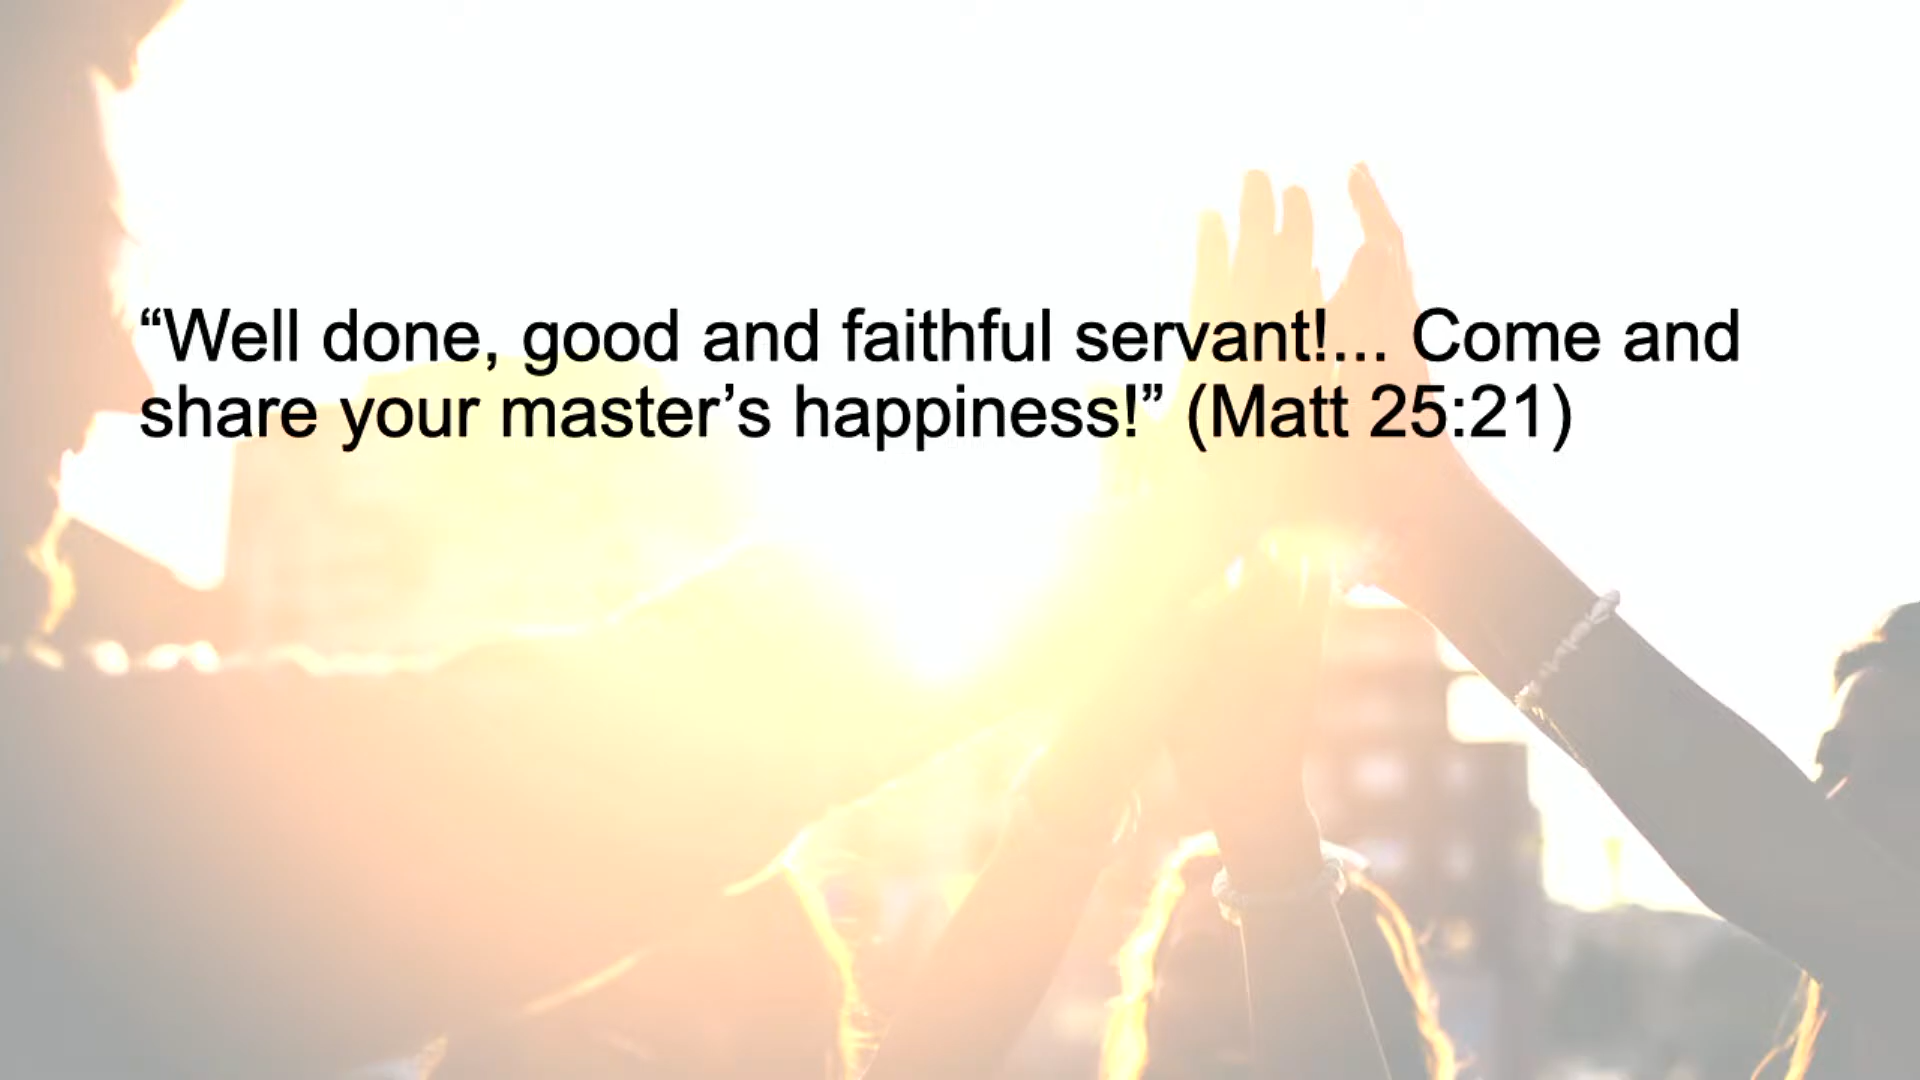 “Well done, good and faithful servant!... Come and
share your master’s happiness!” (Matt 25:21)